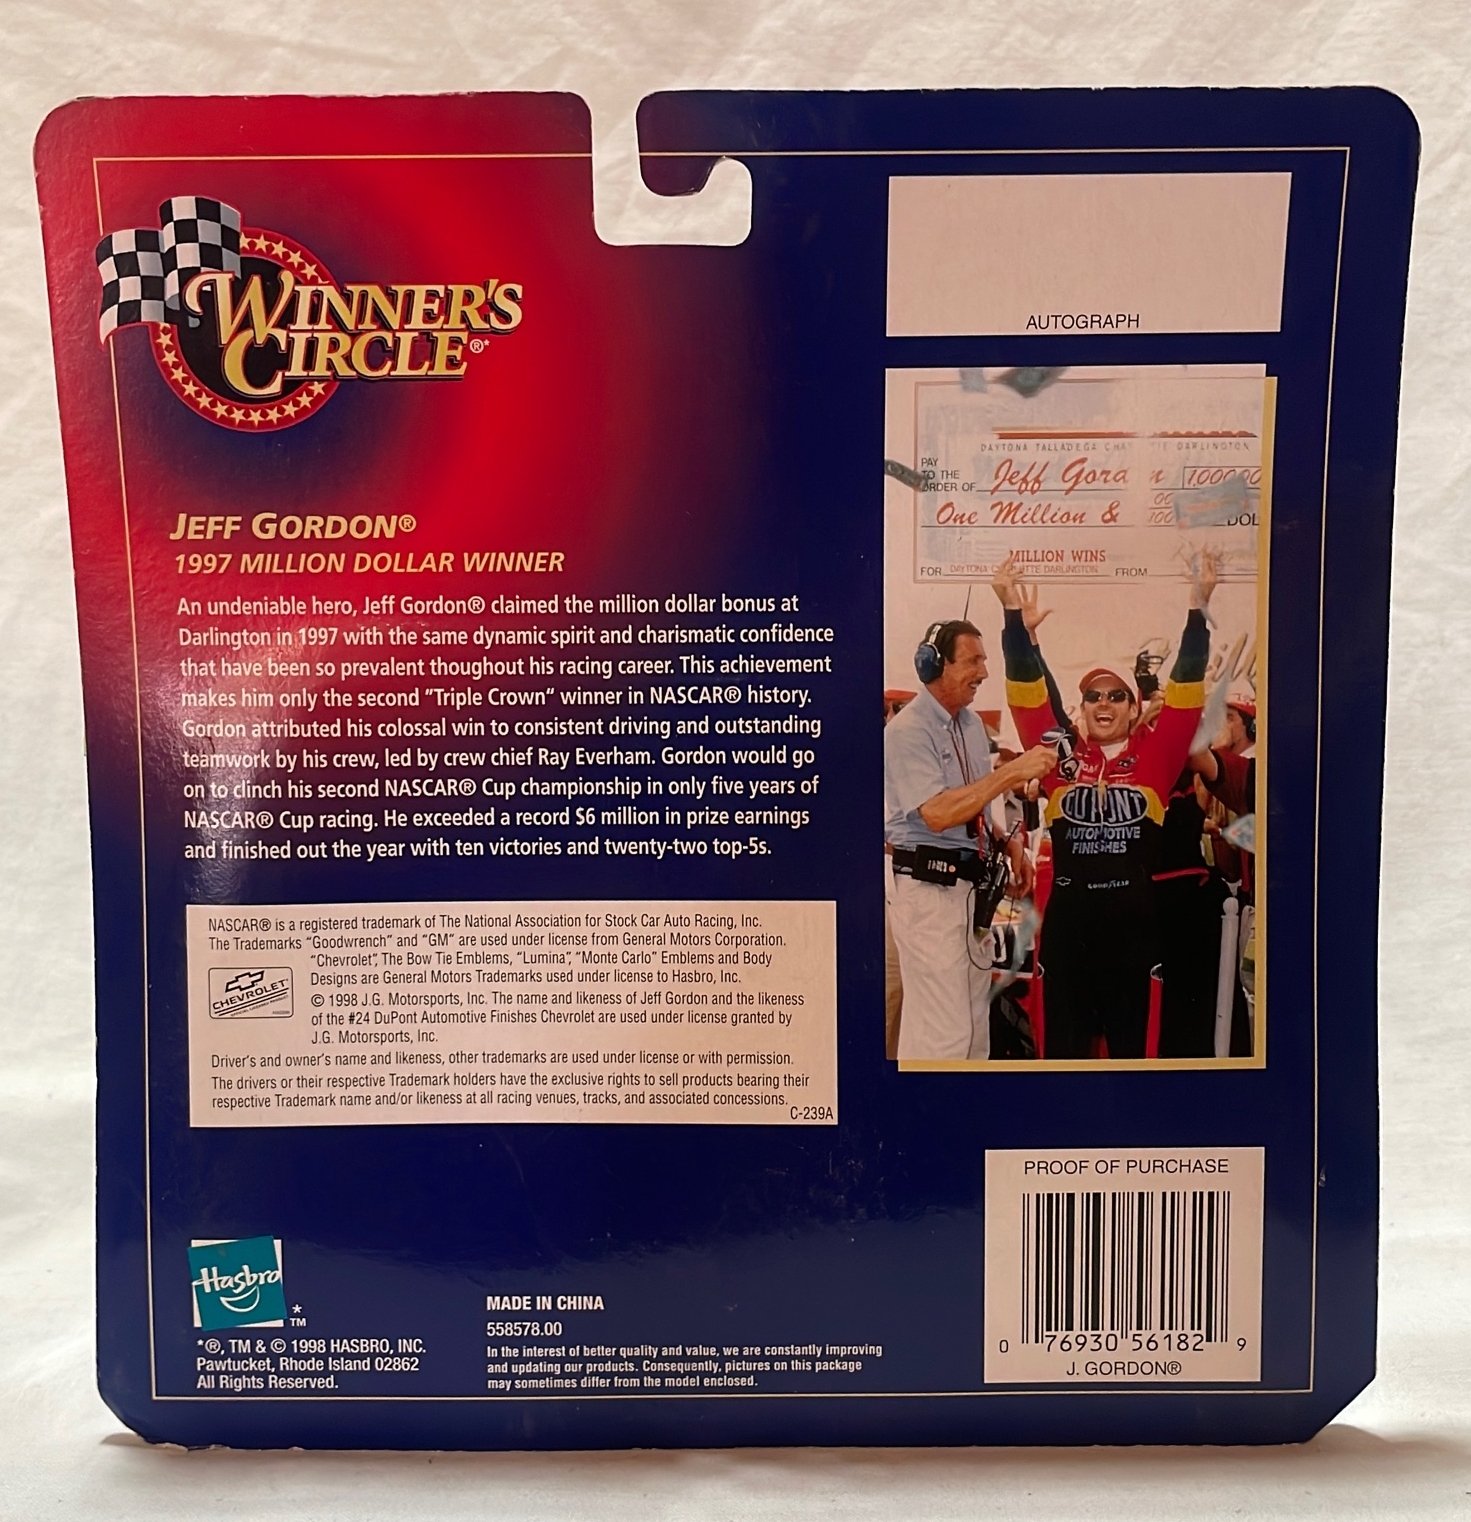 WINNER'S
CIRCLE®*
JEFF GORDON®
1997 MILLION DOLLAR WINNER
An undeniable hero, Jeff Gordon® claimed the million dollar bonus at
Darlington in 1997 with the same dynamic spirit and charismatic confidence
that have been so prevalent thoughout his racing career. This achievement
makes him only the second "Triple Crown" winner in NASCAR® history.
Gordon attributed his colossal win to consistent driving and outstanding
teamwork by his crew, led by crew chief Ray Everham. Gordon would go
on to clinch his second NASCAR® Cup championship in only five years of
NASCAR® Cup racing. He exceeded a record $6 million in prize earnings
and finished out the year with ten victories and twenty-two top-5s.
NASCAR® is a registered trademark of The National Association for Stock Car Auto Racing, Inc.
The Trademarks "Goodwrench" and "GM" are used under license from General Motors Corporation.
"Chevrolet", The Bow Tie Emblems, "Lumina", "Monte Carlo" Emblems and Body
Designs are General Motors Trademarks used under license to Hasbro, Inc.
CHEVROLET
© 1998 J.G. Motorsports, Inc. The name and likeness of Jeff Gordon and the likeness
of the #24 DuPont Automotive Finishes Chevrolet are used under license granted by
J.G. Motorsports, Inc.
Driver's and owner's name and likeness, other trademarks are used under license or with permission.
The drivers or their respective Trademark holders have the exclusive rights to sell products bearing their
respective Trademark name and/or likeness at all racing venues, tracks, and associated concessions.
C-239A
Hasbro
*
TM
*®, TM & © 1998 HASBRO, INC.
Pawtucket, Rhode Island 02862
All Rights Reserved.
MADE IN CHINA
558578.00
In the interest of better quality and value, we are constantly improving
and updating our products. Consequently, pictures on this package
may sometimes differ from the model enclosed.
AUTOGRAPH
DAYTONA TALLADEGA DARLINGTON
PAY
TO THE
ORDER OF Jeff Gordon
One Million & 00/100 DOL
MILLION WINS
FOR DAYTONA DARLINGTON FROM
DUPONT
AUTOMOTIVE
FINISHES
PROOF OF PURCHASE
0 76930 56182 9
J. GORDON®